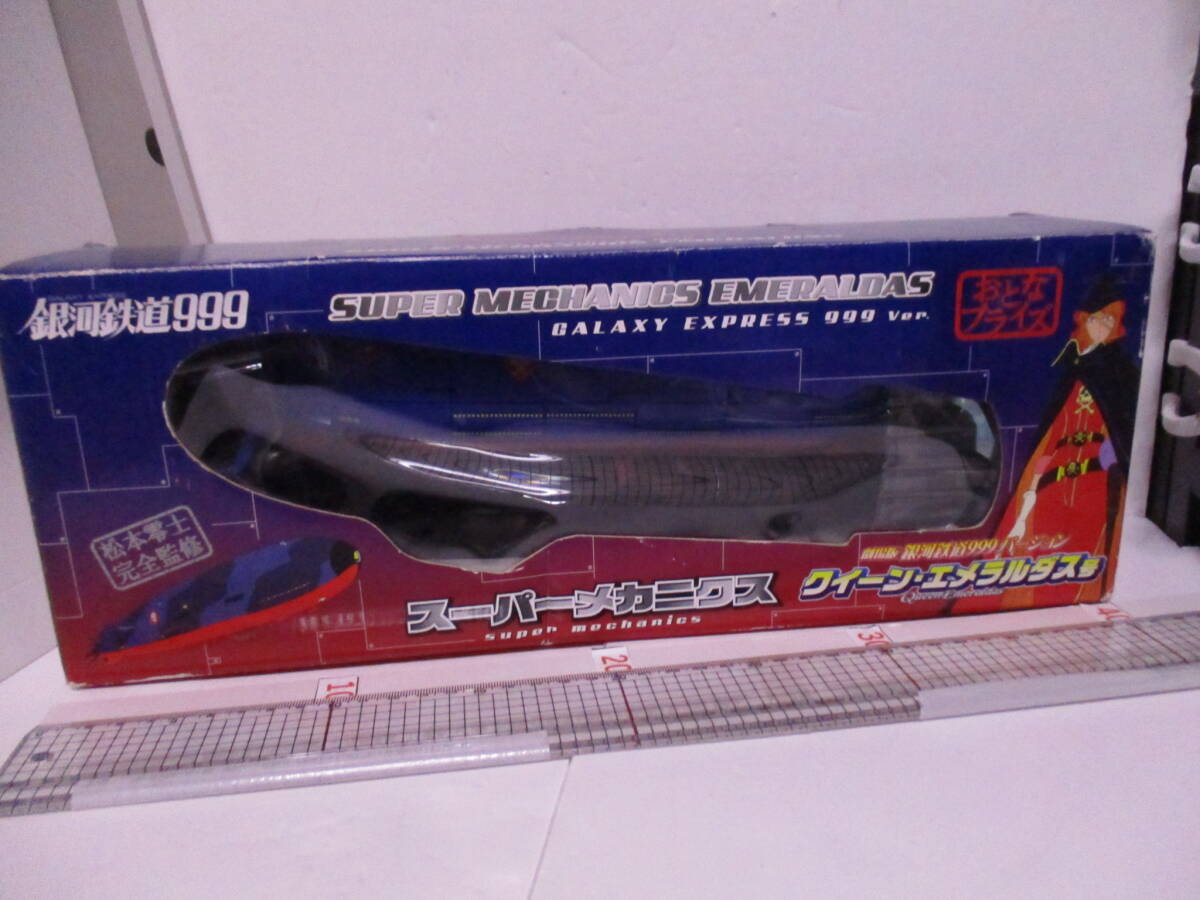 銀河鉄道999
SUPER MECHANICS EMERALDAS
GALAXY EXPRESS 999 Ver.
おとな
プライズ
松本零士
完全監修
スーパーメカニクス
super mechanics
劇場版 銀河鉄道999バージョン
クイーン・エメラルダス号
Queen Emeraldas
10
20
30
40